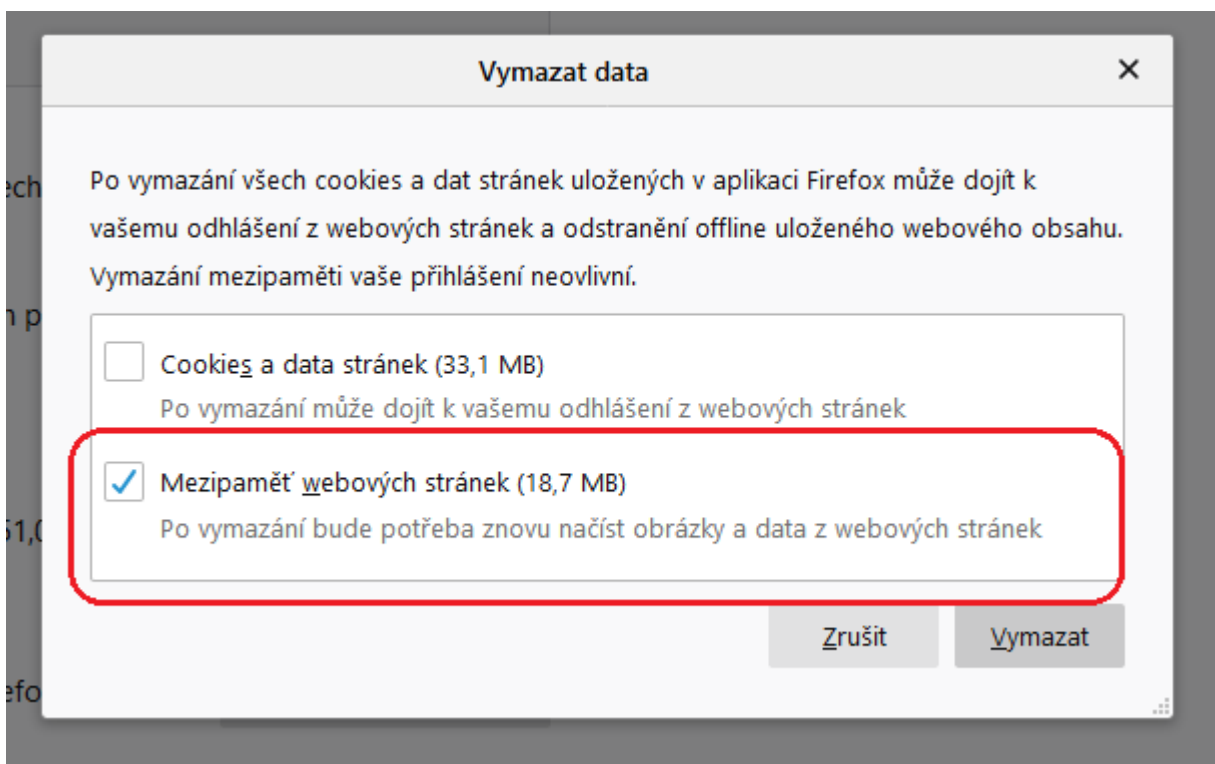 Vymazat data
Po vymazání všech cookies a dat stránek uložených v aplikaci Firefox může dojít k
vašemu odhlášení z webových stránek a odstranění offline uloženého webového obsahu.
Vymazání mezipaměti vaše přihlášení neovlivní.
Cookies a data stránek (33,1 MB)
Po vymazání může dojít k vašemu odhlášení z webových stránek
Mezipaměť webových stránek (18,7 MB)
Po vymazání bude potřeba znovu načíst obrázky a data z webových stránek
Zrušit
Vymazat